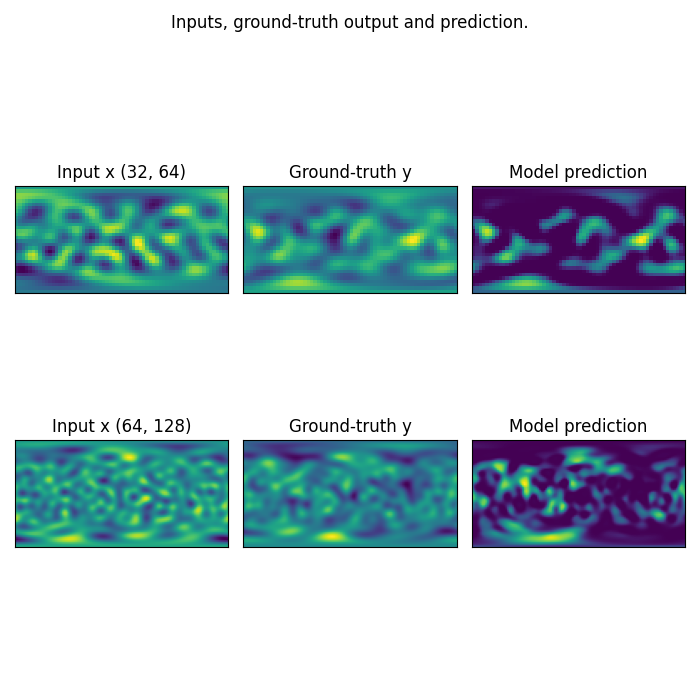 Inputs, ground-truth output and prediction.
Input x (32, 64)
Ground-truth y
Model prediction
Input x (64, 128)
Ground-truth y
Model prediction